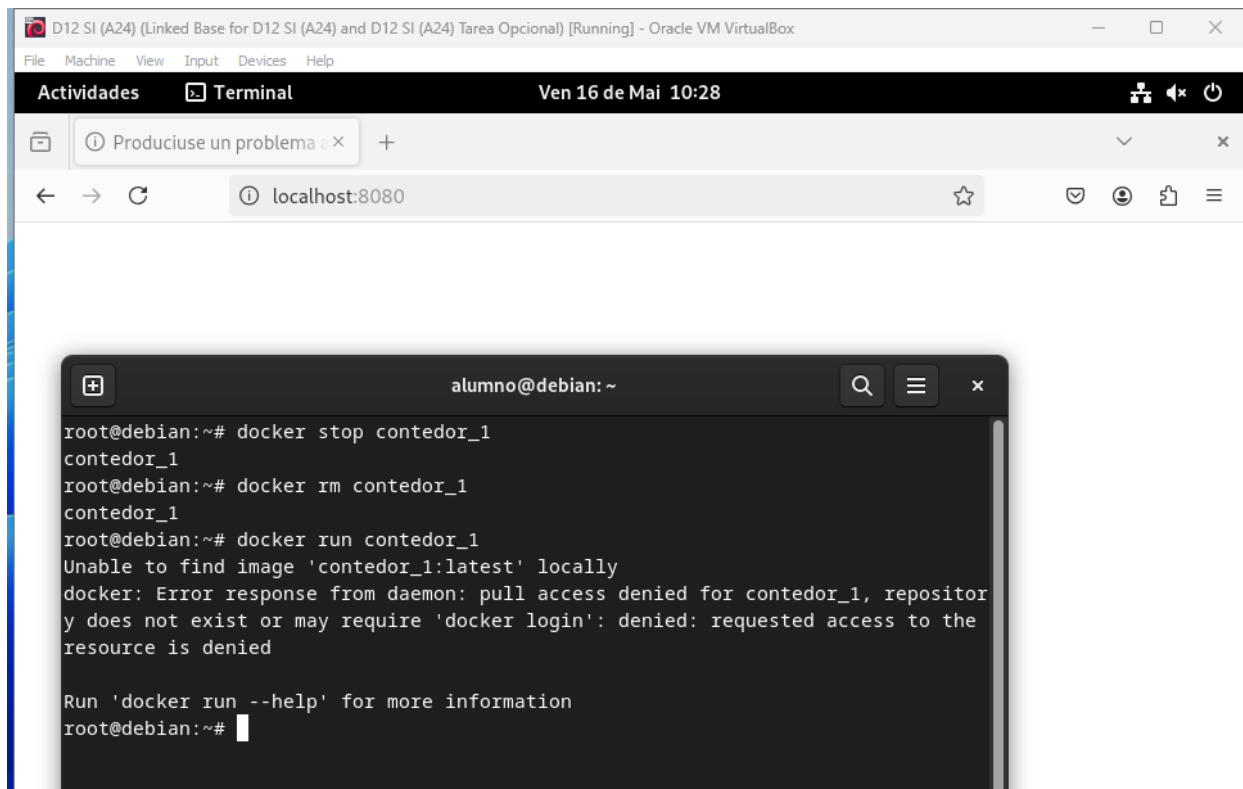 D12 SI (A24) (Linked Base for D12 SI (A24) and D12 SI (A24) Tarea Opcional) [Running] - Oracle VM VirtualBox
File Machine View Input Devices Help
Actividades Terminal Ven 16 de Mai 10:28
Produciuse un problema a
localhost:8080
alumno@debian: ~
root@debian:~# docker stop contedor_1
contedor_1
root@debian:~# docker rm contedor_1
contedor_1
root@debian:~# docker run contedor_1
Unable to find image 'contedor_1:latest' locally
docker: Error response from daemon: pull access denied for contedor_1, repositor
y does not exist or may require 'docker login': denied: requested access to the
resource is denied
Run 'docker run --help' for more information
root@debian:~#